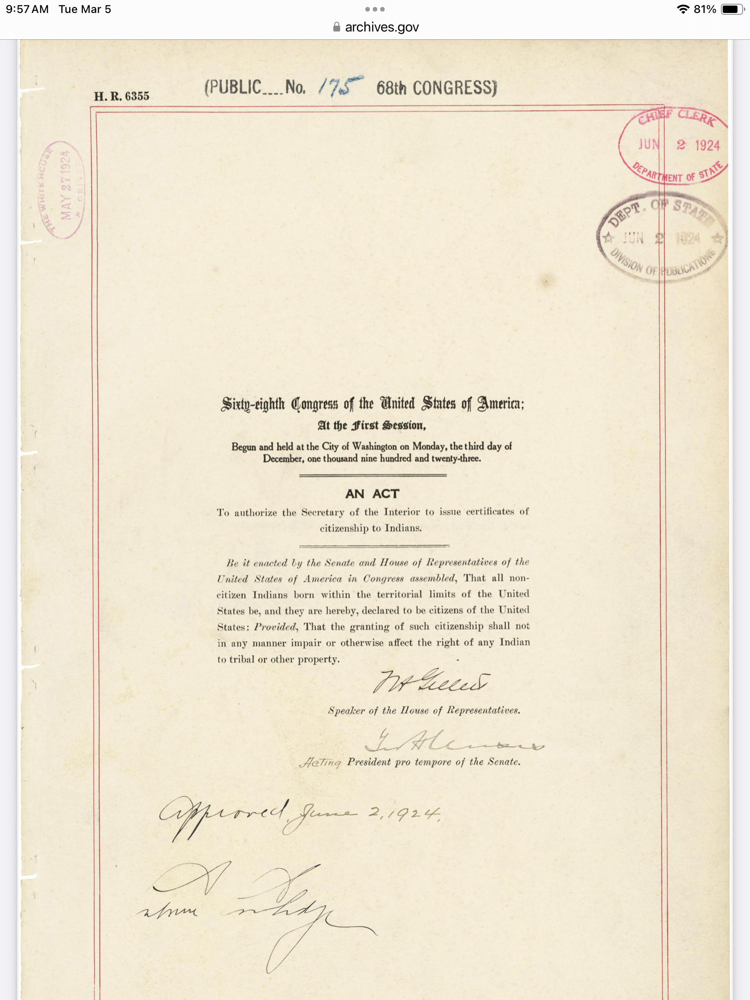 9:57 AM Tue Mar 5
81%
archives.gov
H. R. 6355
(PUBLIC....No. 175 68th CONGRESS)
CHIEF CLERK
JUN 2 1924
DEPARTMENT OF STATE
THE WHITE HOUSE
MAY 27 1924
DEPT. OF STATE
JUN 2 1924
DIVISION OF PUBLICATIONS
Sixty-eighth Congress of the United States of America;
At the First Session,
Begun and held at the City of Washington on Monday, the third day of
December, one thousand nine hundred and twenty-three.
AN ACT
To authorize the Secretary of the Interior to issue certificates of
citizenship to Indians.
Be it enacted by the Senate and House of Representatives of the
United States of America in Congress assembled, That all non-
citizen Indians born within the territorial limits of the United
States be, and they are hereby, declared to be citizens of the United
States: Provided, That the granting of such citizenship shall not
in any manner impair or otherwise affect the right of any Indian
to tribal or other property.
Speaker of the House of Representatives.
Acting President pro tempore of the Senate.
Approved, June 2, 1924.